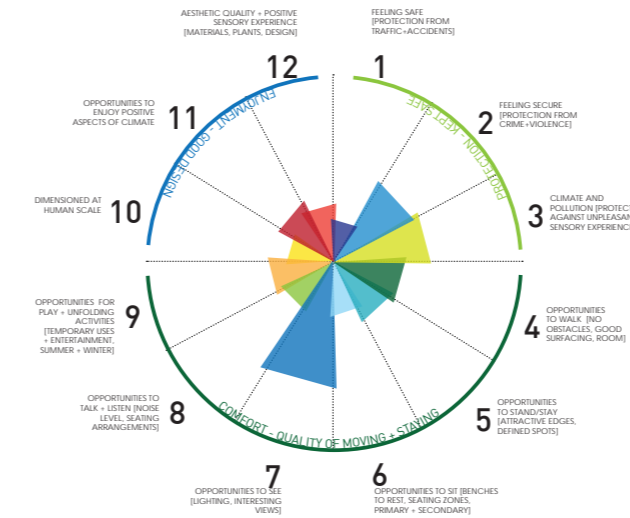 AESTHETIC QUALITY + POSITIVE
SENSORY EXPERIENCE
[MATERIALS, PLANTS, DESIGN]
12
FEELING SAFE
[PROTECTION FROM
TRAFFIC+ACCIDENTS]
1
OPPORTUNITIES TO
ENJOY POSITIVE
ASPECTS OF CLIMATE
11
ENJOYMENT - GOOD DESIGN
PROTECTION - KEPT SAFE
2
FEELING SECURE
[PROTECTION FROM
CRIME+VIOLENCE]
DIMENSIONED AT
HUMAN SCALE
10
3
CLIMATE AND
POLLUTION [PROTEC
AGAINST UNPLEASAN
SENSORY EXPERIENC
OPPORTUNITIES FOR
PLAY + UNFOLDING
ACTIVITIES
[TEMPORARY USES
+ ENTERTAINMENT,
SUMMER + WINTER]
9
4
OPPORTUNITIES
TO WALK [NO
OBSTACLES, GOOD
SURFACING, ROOM]
OPPORTUNITIES TO
TALK + LISTEN [NOISE
LEVEL, SEATING
ARRANGEMENTS]
8
5
OPPORTUNITIES
TO STAND/STAY
[ATTRACTIVE EDGES,
DEFINED SPOTS]
COMFORT - QUALITY OF MOVING + STAYING
7
OPPORTUNITIES TO SEE
[LIGHTING, INTERESTING
VIEWS]
6
OPPORTUNITIES TO SIT [BENCHES
TO REST, SEATING ZONES,
PRIMARY + SECONDARY]